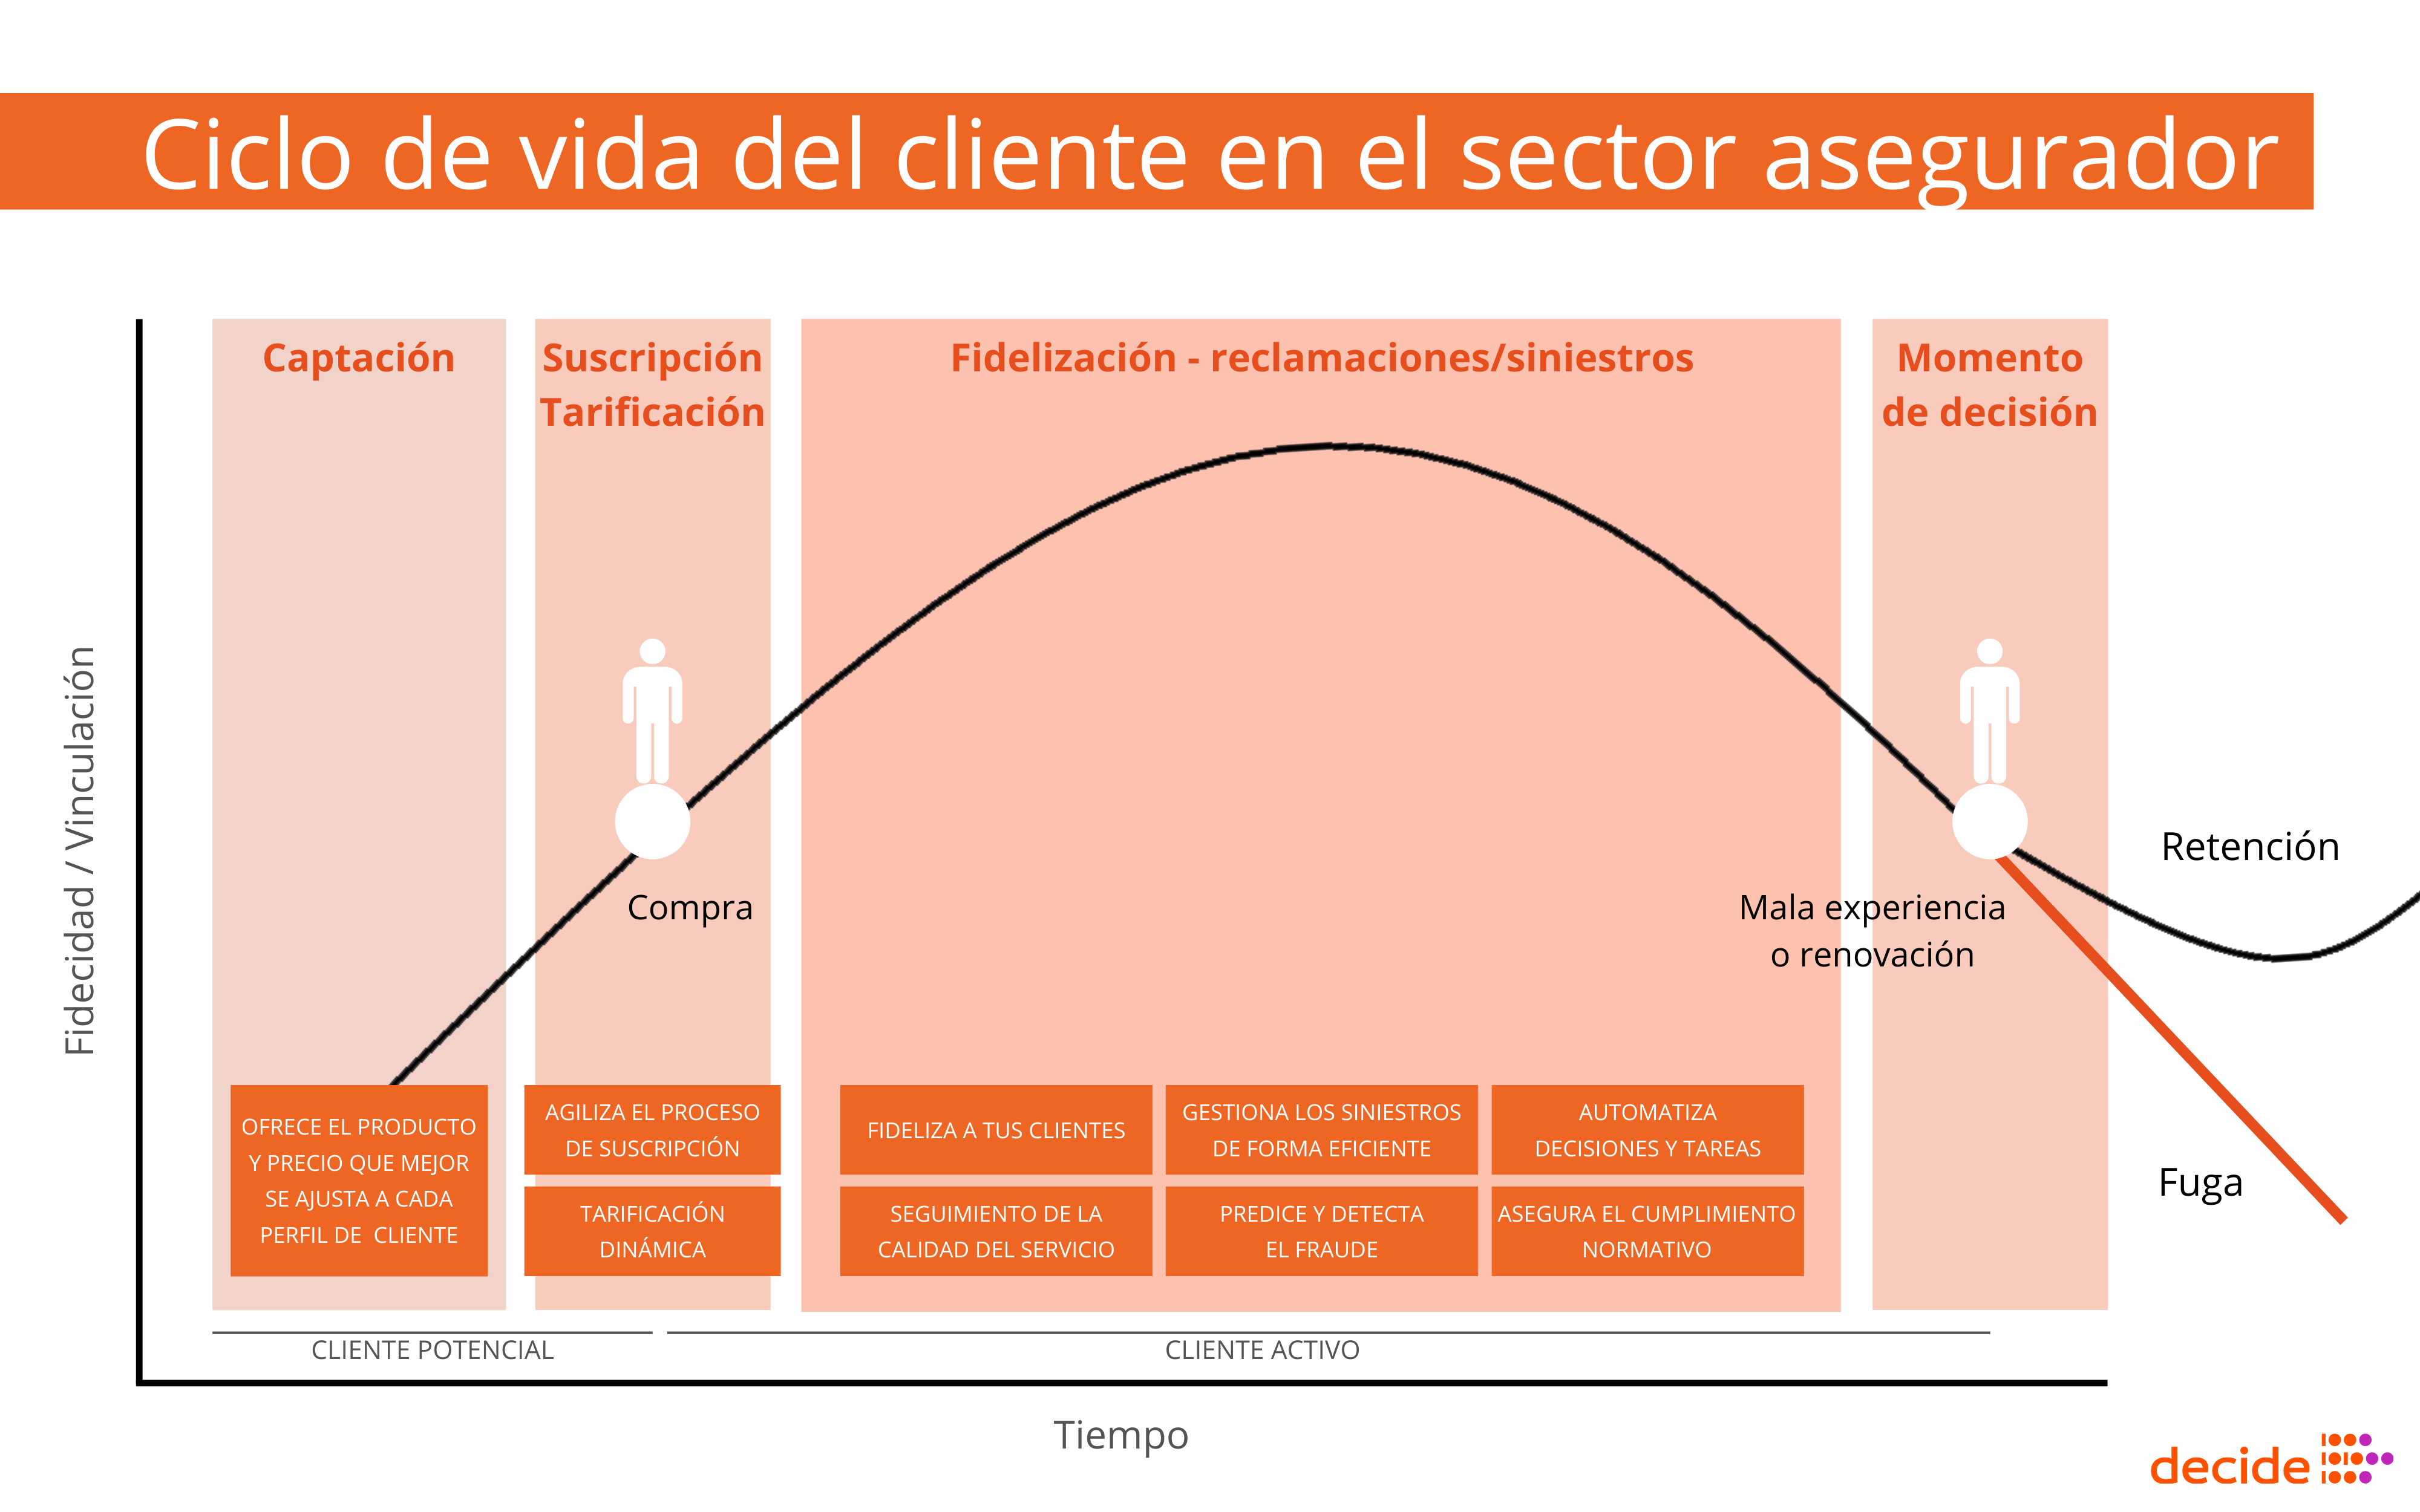 Ciclo de vida del cliente en el sector asegurador
Captación
Suscripción
Tarificación
Fidelización - reclamaciones/siniestros
Momento
de decisión
Fidecidad / Vinculación
Compra
Mala experiencia
o renovación
Retención
Fuga
OFRECE EL PRODUCTO
Y PRECIO QUE MEJOR
SE AJUSTA A CADA
PERFIL DE CLIENTE
AGILIZA EL PROCESO
DE SUSCRIPCIÓN
TARIFICACIÓN
DINÁMICA
FIDELIZA A TUS CLIENTES
GESTIONA LOS SINIESTROS
DE FORMA EFICIENTE
AUTOMATIZA
DECISIONES Y TAREAS
SEGUIMIENTO DE LA
CALIDAD DEL SERVICIO
PREDICE Y DETECTA
EL FRAUDE
ASEGURA EL CUMPLIMIENTO
NORMATIVO
CLIENTE POTENCIAL
CLIENTE ACTIVO
Tiempo
decide